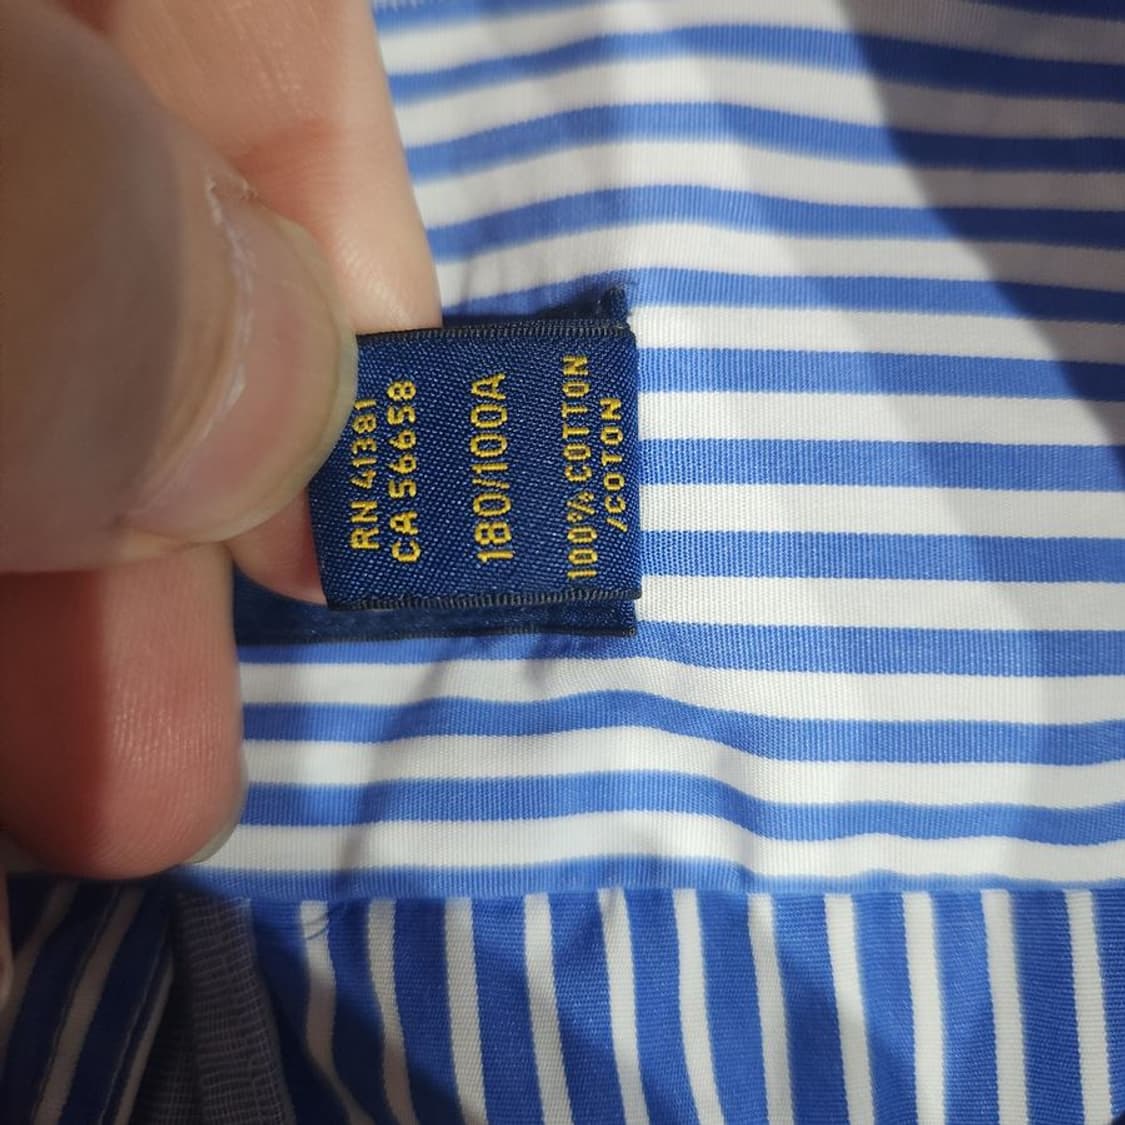 RN 41381
CA 56658
180/100A
100% COTTON
/COTON